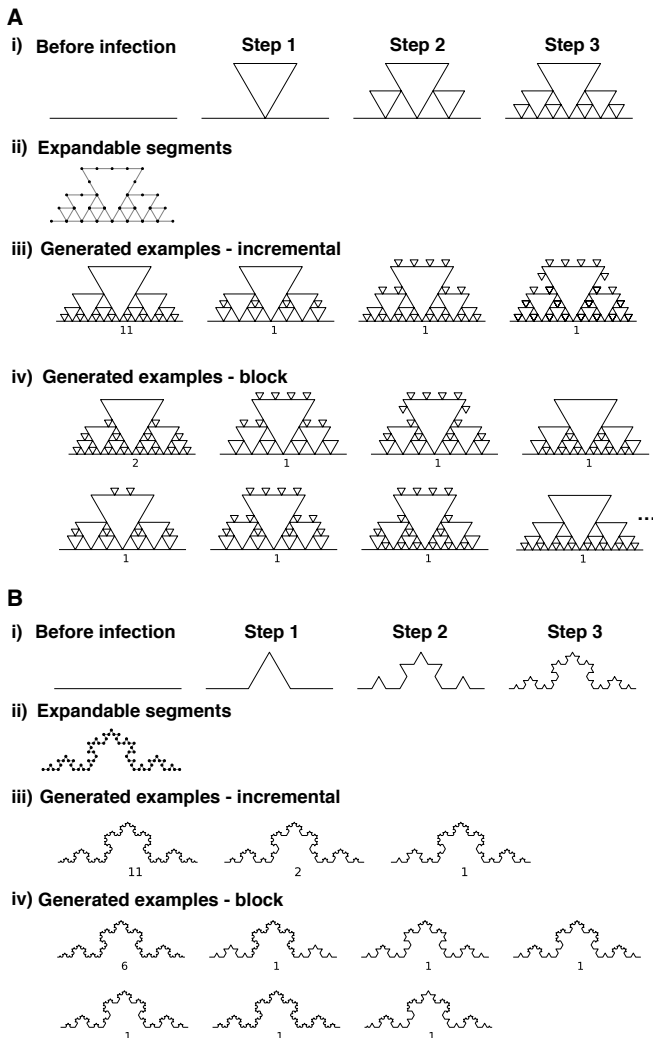 A
i) Before infection Step 1 Step 2 Step 3
ii) Expandable segments
iii) Generated examples - incremental
11 1 1 1
iv) Generated examples - block
2 1 1 1
...
1 1 1 1
B
i) Before infection Step 1 Step 2 Step 3
ii) Expandable segments
iii) Generated examples - incremental
11 2 1
iv) Generated examples - block
6 1 1 1
1 1 1